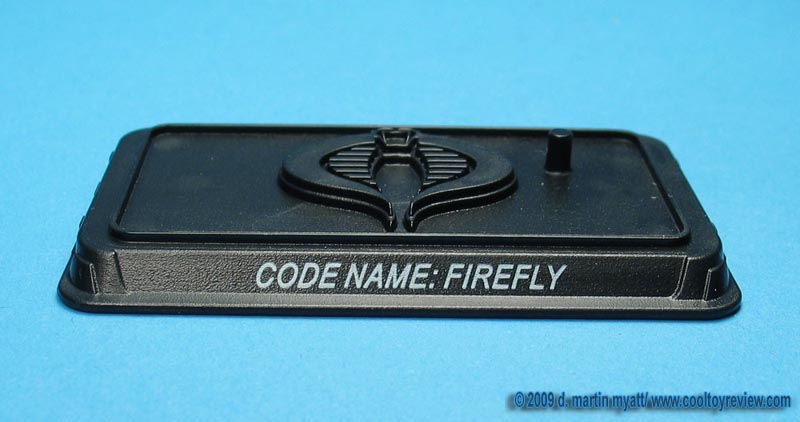 CODE NAME: FIREFLY
© 2009 d. martin myatt/ www.cooltoyreview.com